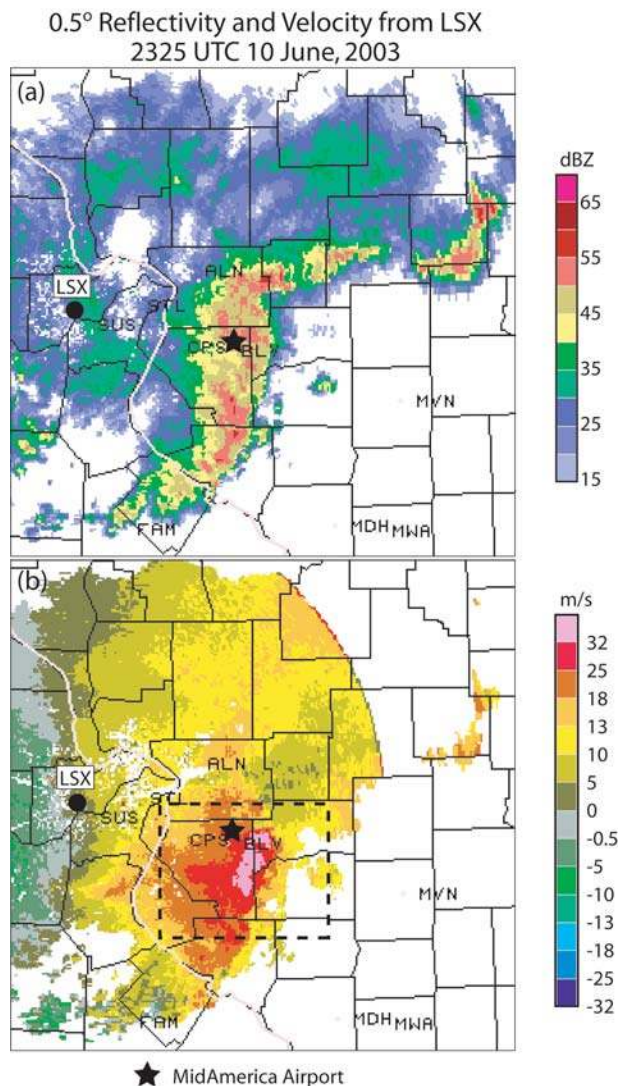 0.5° Reflectivity and Velocity from LSX
2325 UTC 10 June, 2003
(a)
dBZ
65
55
45
35
25
15
ALN
LSX
STL
SUS
CPS BL
MVN
MDH MWA
FAM
(b)
m/s
32
25
18
13
10
5
0
-0.5
-5
-10
-13
-18
-25
-32
ALN
LSX
STL
SUS
CPS BLV
MVN
MDH MWA
FAM
MidAmerica Airport